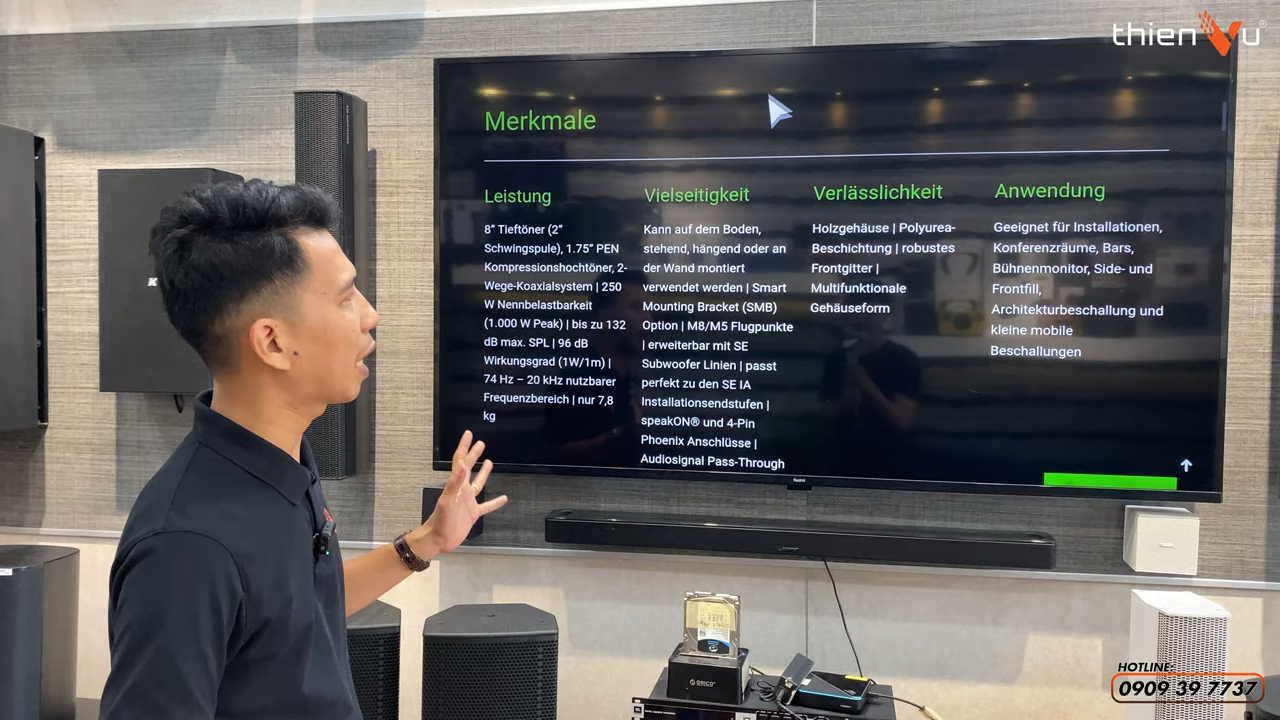 thien Vu®
Merkmale
Leistung
8” Tieftöner (2”
Schwingspule), 1.75” PEN
Kompressionshochtöner, 2-
Wege-Koaxialsystem | 250
W Nennbelastbarkeit
(1.000 W Peak) | bis zu 132
dB max. SPL | 96 dB
Wirkungsgrad (1W/1m) |
74 Hz – 20 kHz nutzbarer
Frequenzbereich | nur 7,8
kg
Vielseitigkeit
Kann auf dem Boden,
stehend, hängend oder an
der Wand montiert
verwendet werden | Smart
Mounting Bracket (SMB)
Option | M8/M5 Flugpunkte
| erweiterbar mit SE
Subwoofer Linien | passt
perfekt zu den SE IA
Installationsendstufen |
speakON® und 4-Pin
Phoenix Anschlüsse |
Audiosignal Pass-Through
Verlässlichkeit
Holzgehäuse | Polyurea-
Beschichtung | robustes
Frontgitter |
Multifunktionale
Gehäuseform
Anwendung
Geeignet für Installationen,
Konferenzräume, Bars,
Bühnenmonitor, Side- und
Frontfill,
Architekturbeschallung und
kleine mobile
Beschallungen
ORICO
HOTLINE:
0909 39 7737